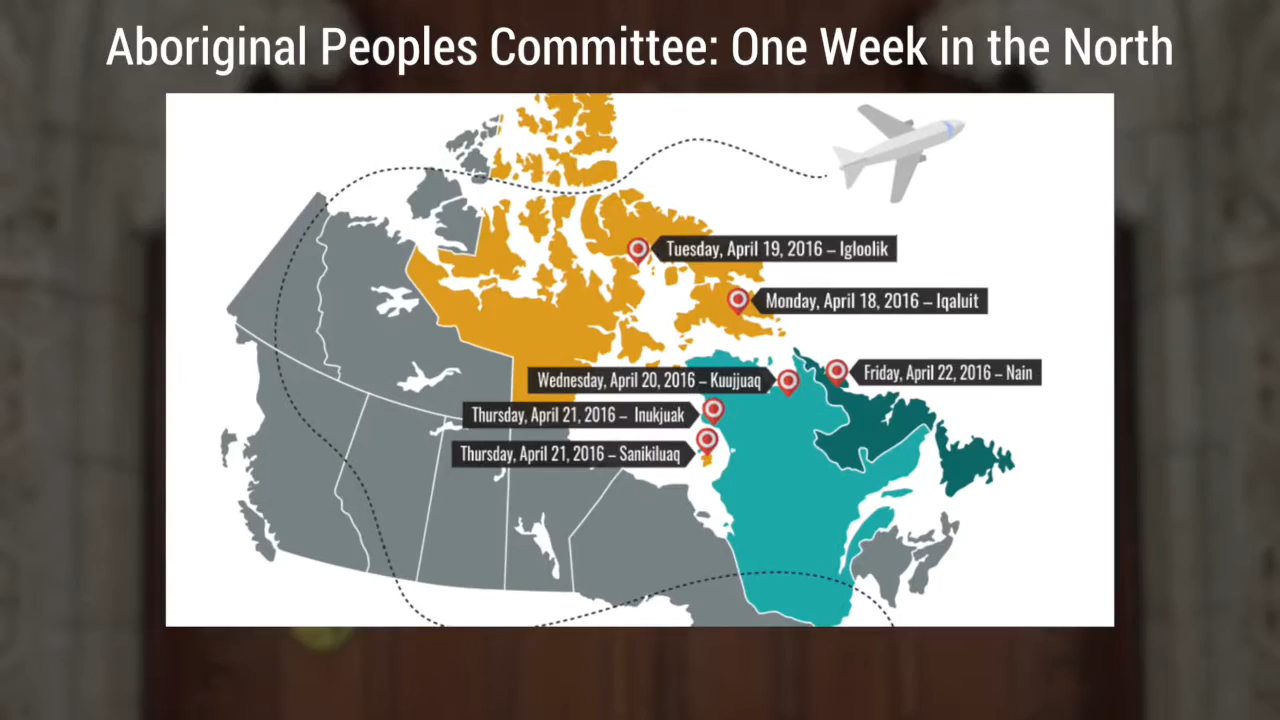 Aboriginal Peoples Committee: One Week in the North
Tuesday, April 19, 2016 – Igloolik
Monday, April 18, 2016 – Iqaluit
Friday, April 22, 2016 – Nain
Wednesday, April 20, 2016 – Kuujjuaq
Thursday, April 21, 2016 – Inukjuak
Thursday, April 21, 2016 – Sanikiluaq